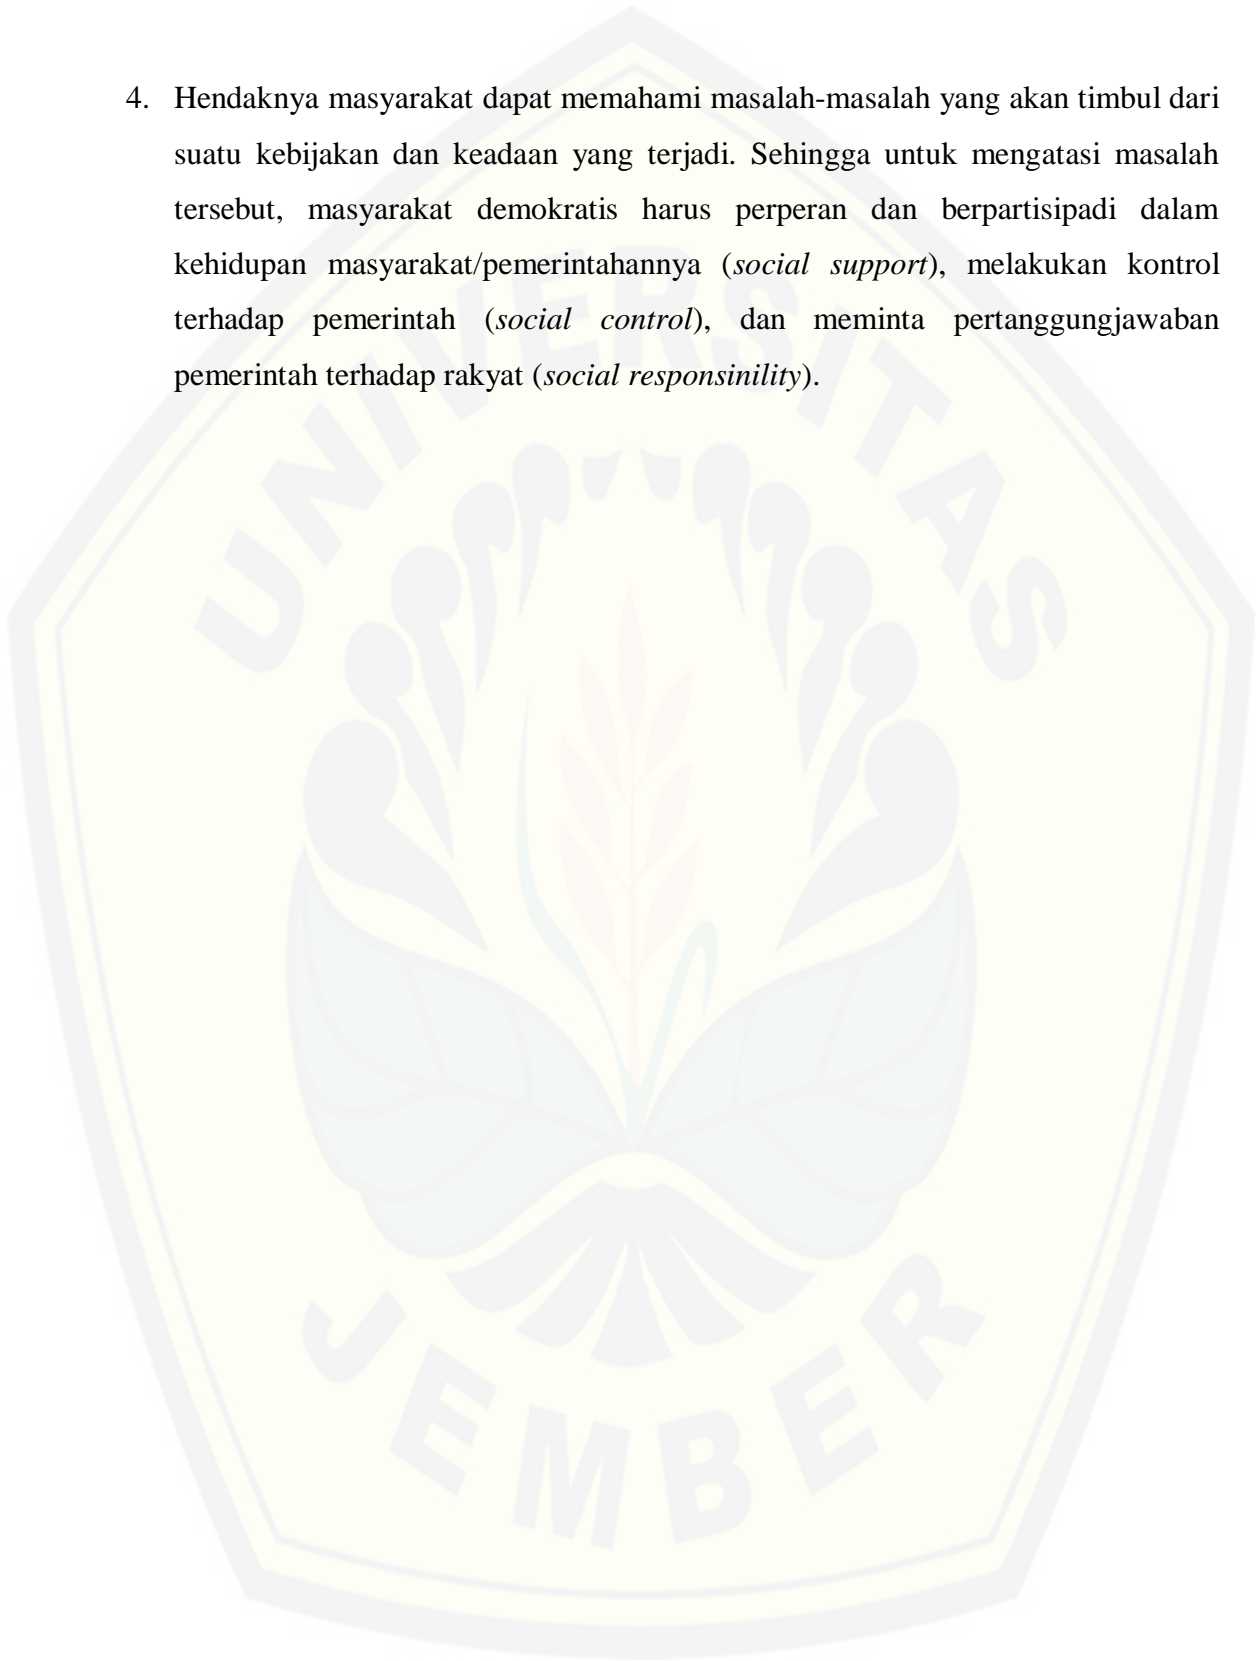 4. Hendaknya masyarakat dapat memahami masalah-masalah yang akan timbul dari
suatu kebijakan dan keadaan yang terjadi. Sehingga untuk mengatasi masalah
tersebut, masyarakat demokratis harus perperan dan berpartisipadi dalam
kehidupan masyarakat/pemerintahannya (social support), melakukan kontrol
terhadap pemerintah (social control), dan meminta pertanggungjawaban
pemerintah terhadap rakyat (social responsinility).
UNIVERSITAS
JEMBER